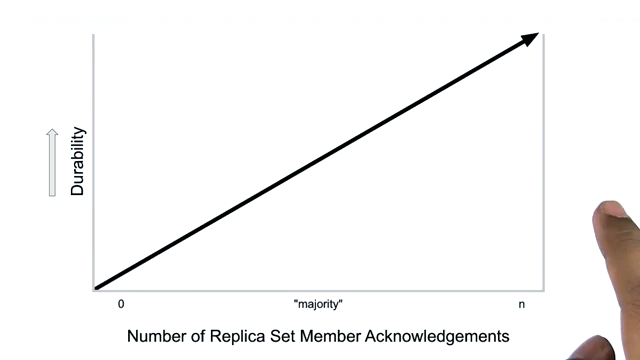 Durability
0 "majority" n
Number of Replica Set Member Acknowledgements